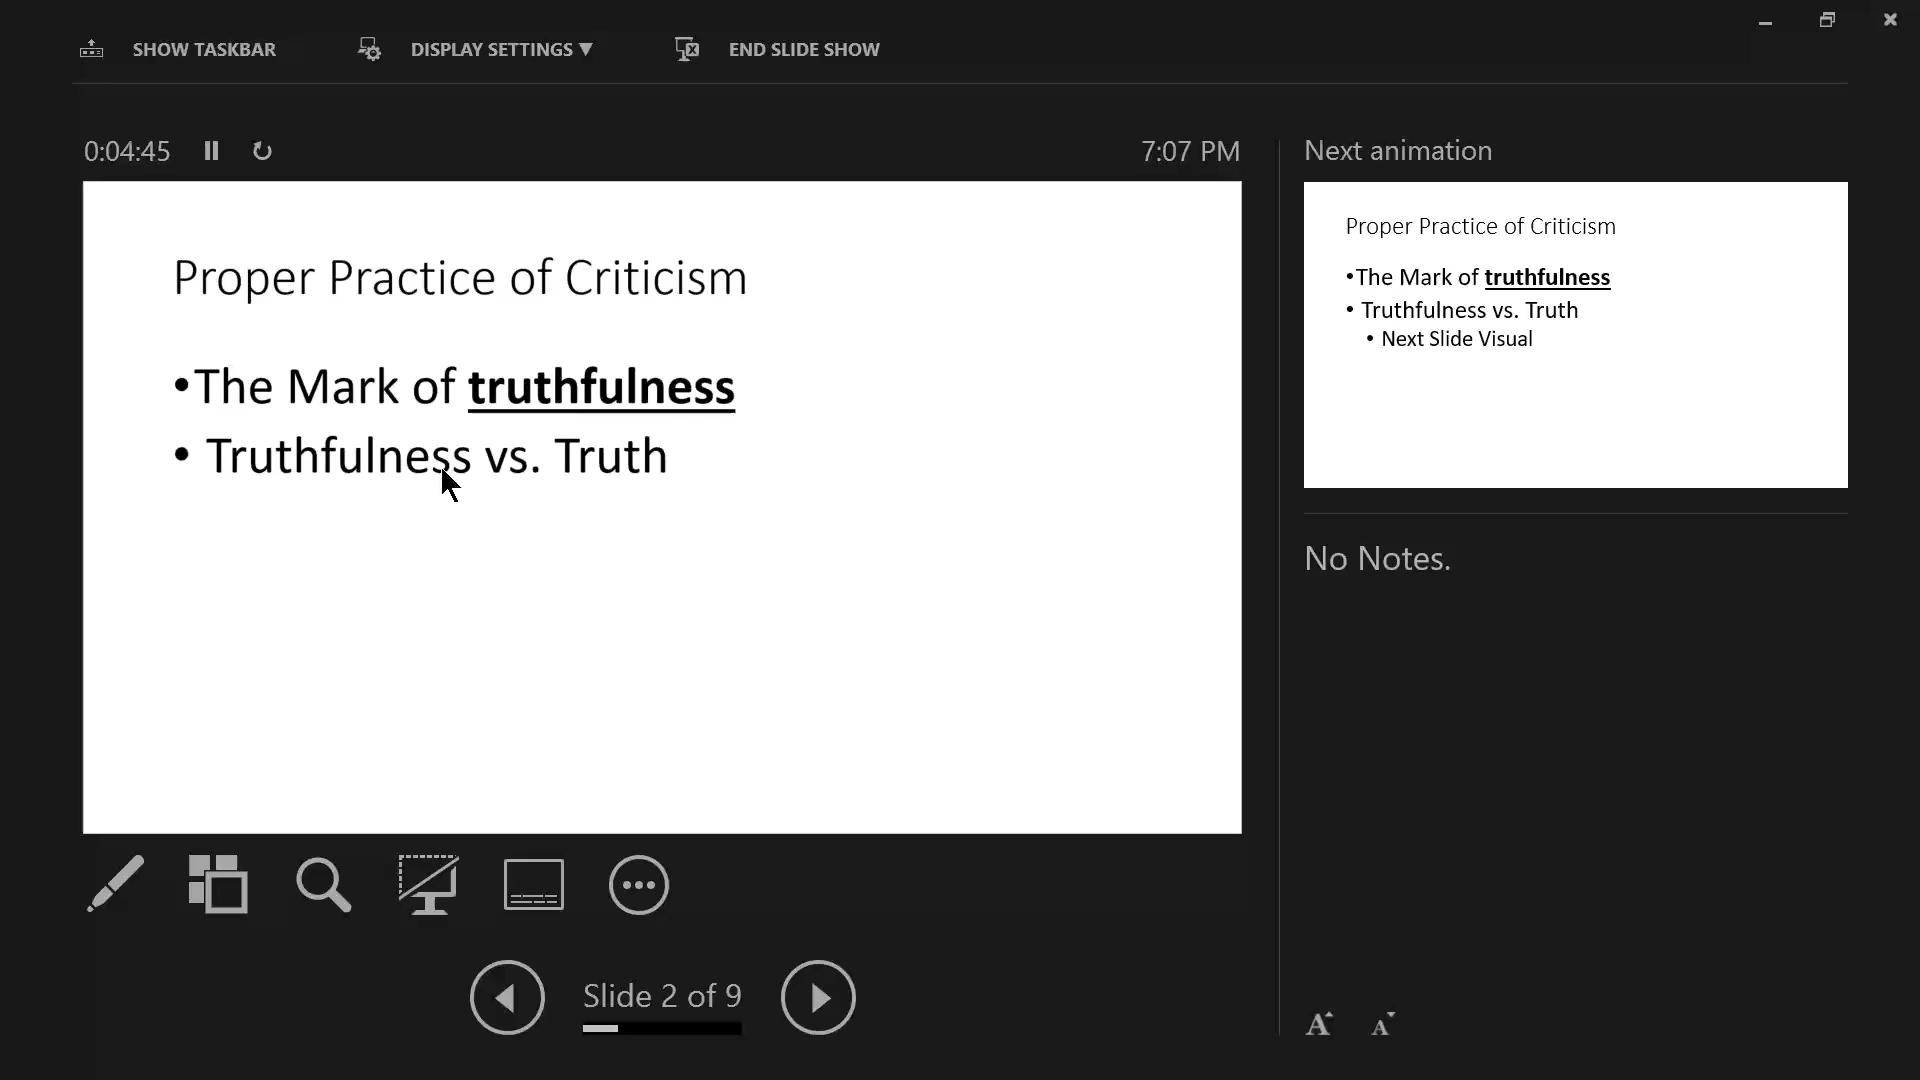 SHOW TASKBAR
DISPLAY SETTINGS ▼
END SLIDE SHOW
0:04:45
7:07 PM
Next animation
Proper Practice of Criticism
•The Mark of truthfulness
• Truthfulness vs. Truth
Proper Practice of Criticism
•The Mark of truthfulness
• Truthfulness vs. Truth
• Next Slide Visual
No Notes.
Slide 2 of 9
A A